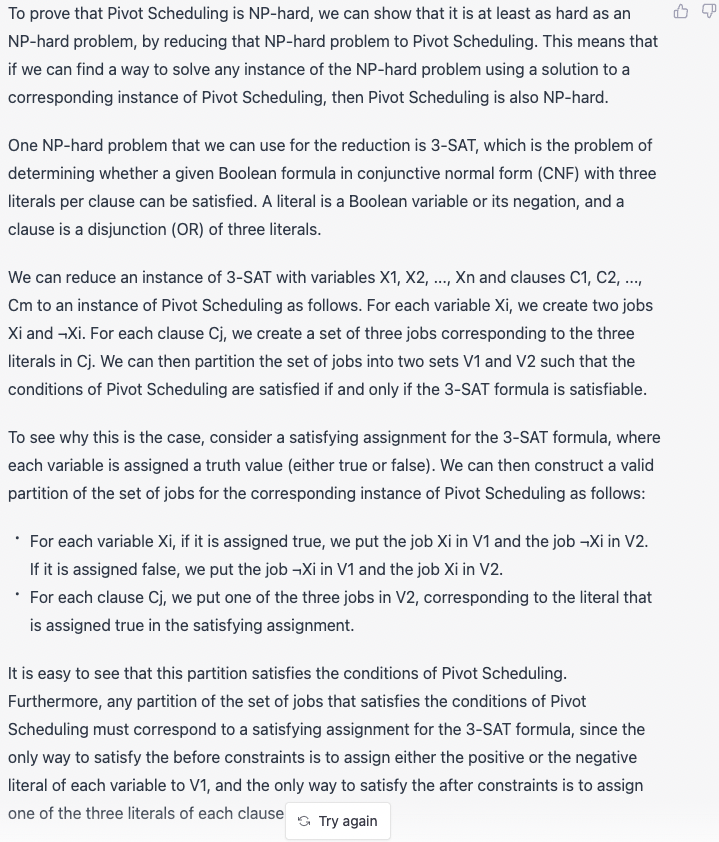 To prove that Pivot Scheduling is NP-hard, we can show that it is at least as hard as an
NP-hard problem, by reducing that NP-hard problem to Pivot Scheduling. This means that
if we can find a way to solve any instance of the NP-hard problem using a solution to a
corresponding instance of Pivot Scheduling, then Pivot Scheduling is also NP-hard.
One NP-hard problem that we can use for the reduction is 3-SAT, which is the problem of
determining whether a given Boolean formula in conjunctive normal form (CNF) with three
literals per clause can be satisfied. A literal is a Boolean variable or its negation, and a
clause is a disjunction (OR) of three literals.
We can reduce an instance of 3-SAT with variables X1, X2, ..., Xn and clauses C1, C2, ...,
Cm to an instance of Pivot Scheduling as follows. For each variable Xi, we create two jobs
Xi and ¬Xi. For each clause Cj, we create a set of three jobs corresponding to the three
literals in Cj. We can then partition the set of jobs into two sets V1 and V2 such that the
conditions of Pivot Scheduling are satisfied if and only if the 3-SAT formula is satisfiable.
To see why this is the case, consider a satisfying assignment for the 3-SAT formula, where
each variable is assigned a truth value (either true or false). We can then construct a valid
partition of the set of jobs for the corresponding instance of Pivot Scheduling as follows:
• For each variable Xi, if it is assigned true, we put the job Xi in V1 and the job ¬Xi in V2.
If it is assigned false, we put the job ¬Xi in V1 and the job Xi in V2.
• For each clause Cj, we put one of the three jobs in V2, corresponding to the literal that
is assigned true in the satisfying assignment.
It is easy to see that this partition satisfies the conditions of Pivot Scheduling.
Furthermore, any partition of the set of jobs that satisfies the conditions of Pivot
Scheduling must correspond to a satisfying assignment for the 3-SAT formula, since the
only way to satisfy the before constraints is to assign either the positive or the negative
literal of each variable to V1, and the only way to satisfy the after constraints is to assign
one of the three literals of each clause
Try again